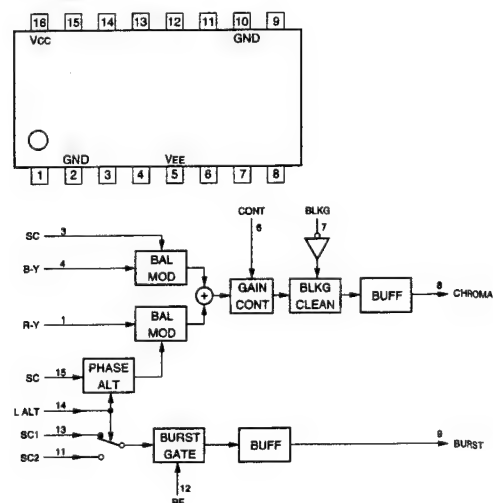 16 15 14 13 12 11 10 9
VCC GND
GND VEE
1 2 3 4 5 6 7 8
CONT BLKG
6 7
SC 3
B-Y 4
BAL MOD
+
GAIN CONT
BLKG CLEAN
BUFF
8 CHROMA
R-Y 1
BAL MOD
SC 15
PHASE ALT
L ALT 14
SC1 13
SC2 11
BURST GATE
BUFF
9 BURST
12